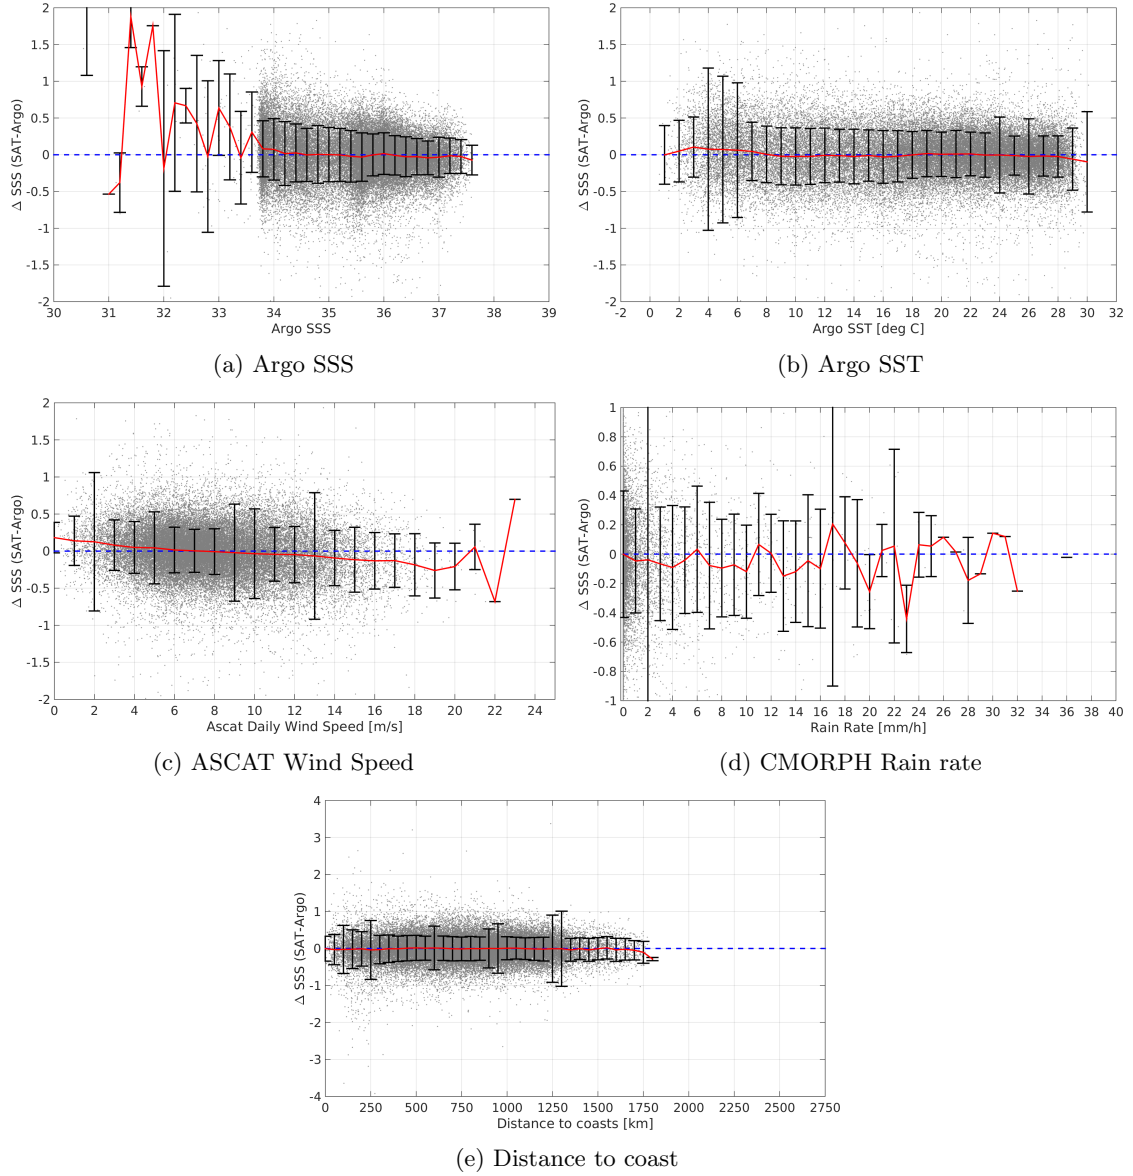 2
1.5
1
0.5
0
-0.5
-1
-1.5
-2
Δ SSS (SAT-Argo)
30 31 32 33 34 35 36 37 38 39
Argo SSS
(a) Argo SSS
2
1.5
1
0.5
0
-0.5
-1
-1.5
-2
Δ SSS (SAT-Argo)
-2 0 2 4 6 8 10 12 14 16 18 20 22 24 26 28 30 32
Argo SST [deg C]
(b) Argo SST
2
1.5
1
0.5
0
-0.5
-1
-1.5
-2
Δ SSS (SAT-Argo)
0 2 4 6 8 10 12 14 16 18 20 22 24
Ascat Daily Wind Speed [m/s]
(c) ASCAT Wind Speed
1
0.8
0.6
0.4
0.2
0
-0.2
-0.4
-0.6
-0.8
-1
Δ SSS (SAT-Argo)
0 2 4 6 8 10 12 14 16 18 20 22 24 26 28 30 32 34 36 38 40
Rain Rate [mm/h]
(d) CMORPH Rain rate
4
3
2
1
0
-1
-2
-3
-4
Δ SSS (SAT-Argo)
0 250 500 750 1000 1250 1500 1750 2000 2250 2500 2750
Distance to coasts [km]
(e) Distance to coast